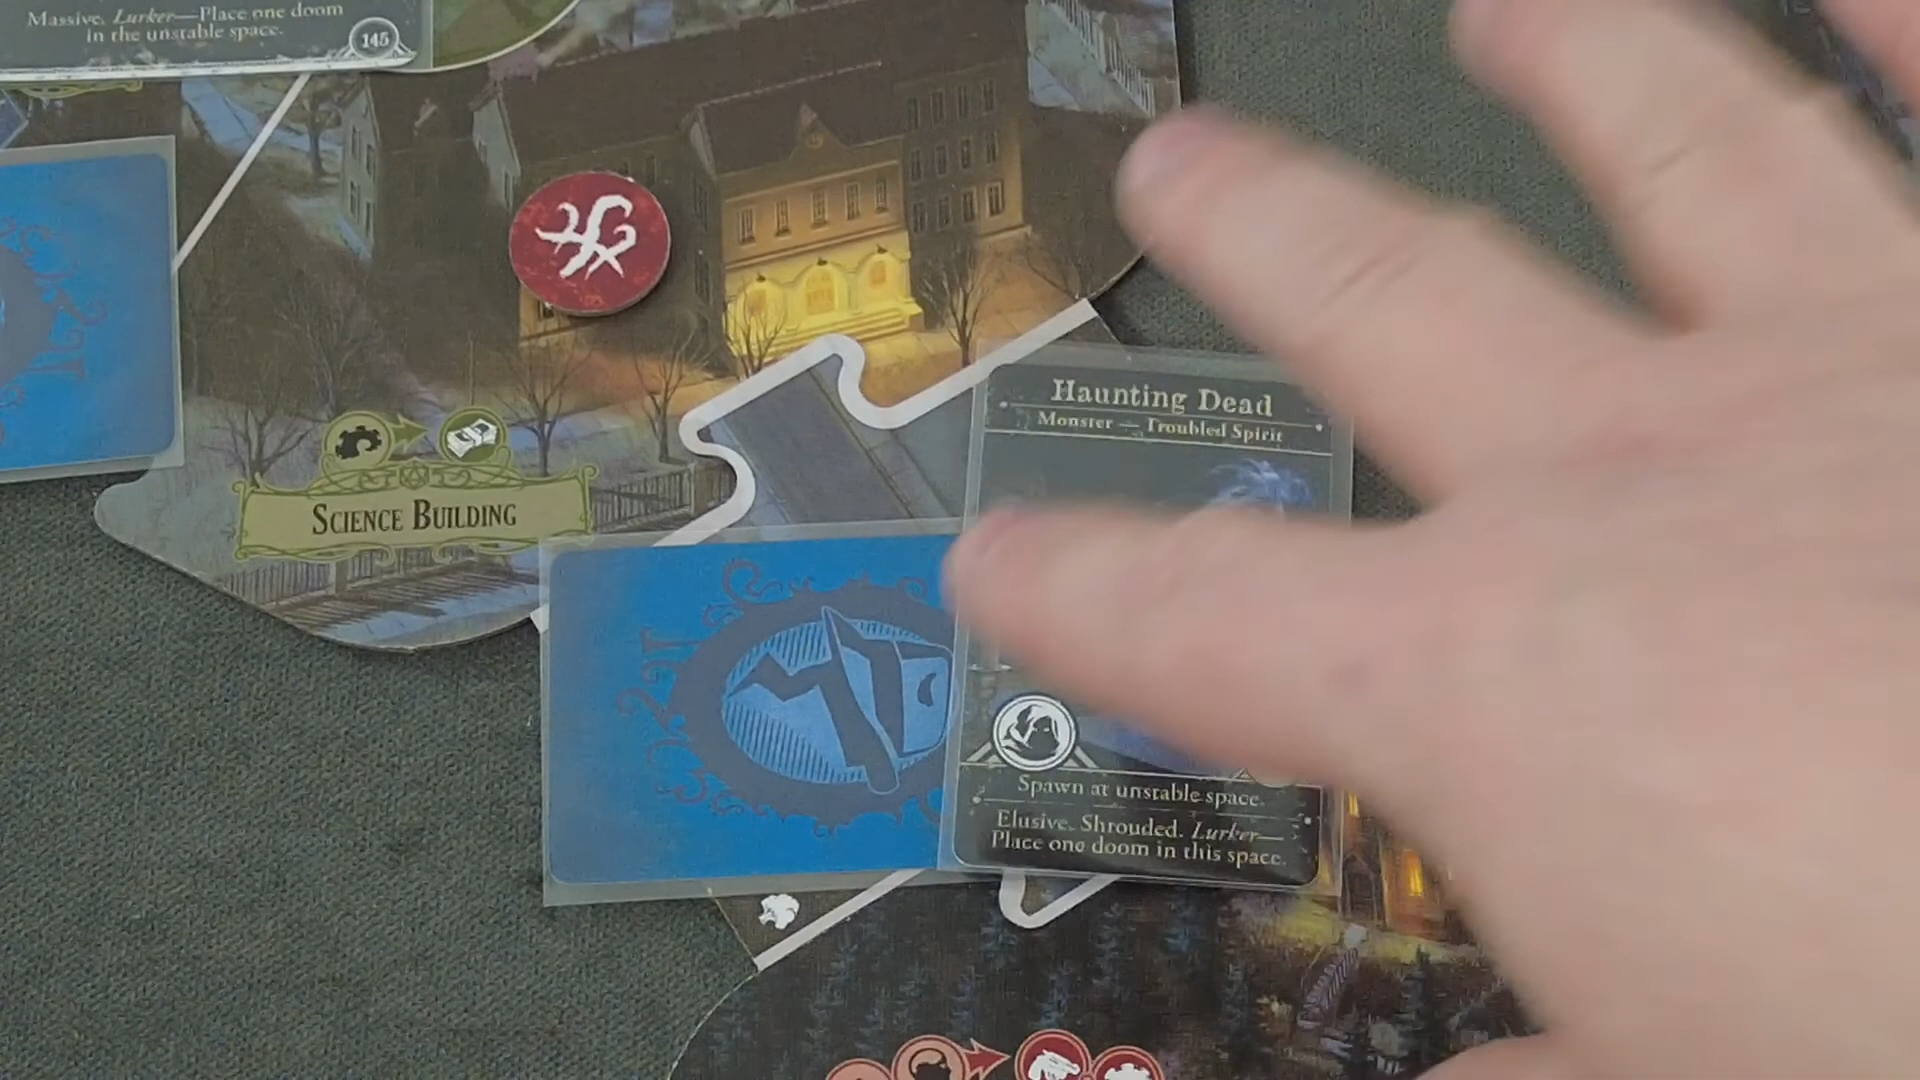 Massive. Lurker—Place one doom
in the unstable space.
145
Haunting Dead
Monster — Troubled Spirit
Science Building
Spawn at unstable space.
Elusive. Shrouded. Lurker—
Place one doom in this space.